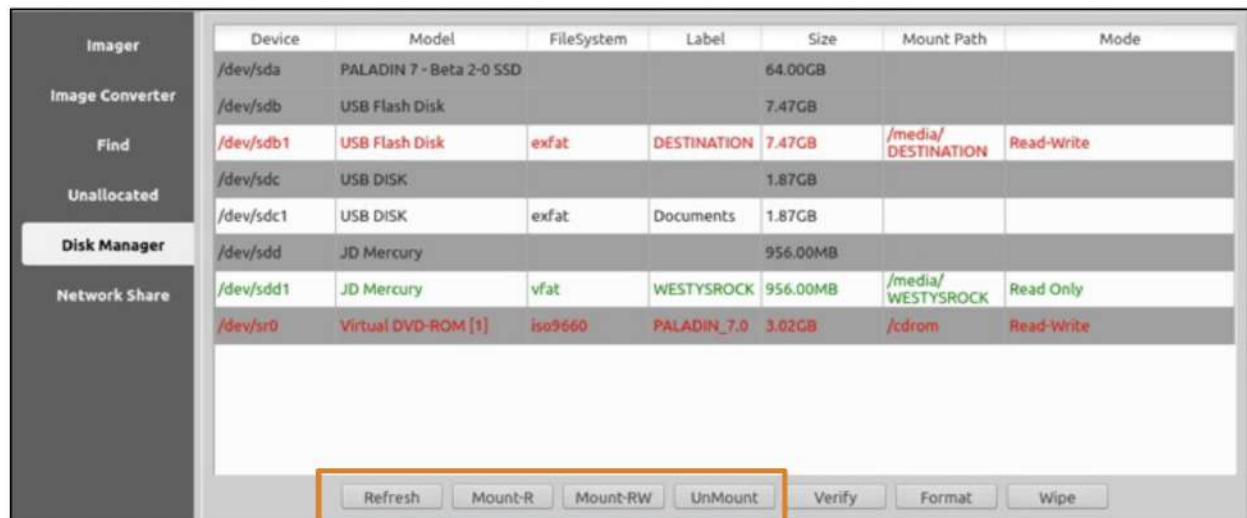 Imager
Image Converter
Find
Unallocated
Disk Manager
Network Share
Device Model FileSystem Label Size Mount Path Mode
/dev/sda PALADIN 7 - Beta 2-0 SSD 64.00GB
/dev/sdb USB Flash Disk 7.47GB
/dev/sdb1 USB Flash Disk exfat DESTINATION 7.47GB /media/
DESTINATION Read-Write
/dev/sdc USB DISK 1.87GB
/dev/sdc1 USB DISK exfat Documents 1.87GB
/dev/sdd JD Mercury 956.00MB
/dev/sdd1 JD Mercury vfat WESTYSROCK 956.00MB /media/
WESTYSROCK Read Only
/dev/sr0 Virtual DVD-ROM [1] iso9660 PALADIN_7.0 3.02GB /cdrom Read-Write
Refresh Mount-R Mount-RW UnMount Verify Format Wipe